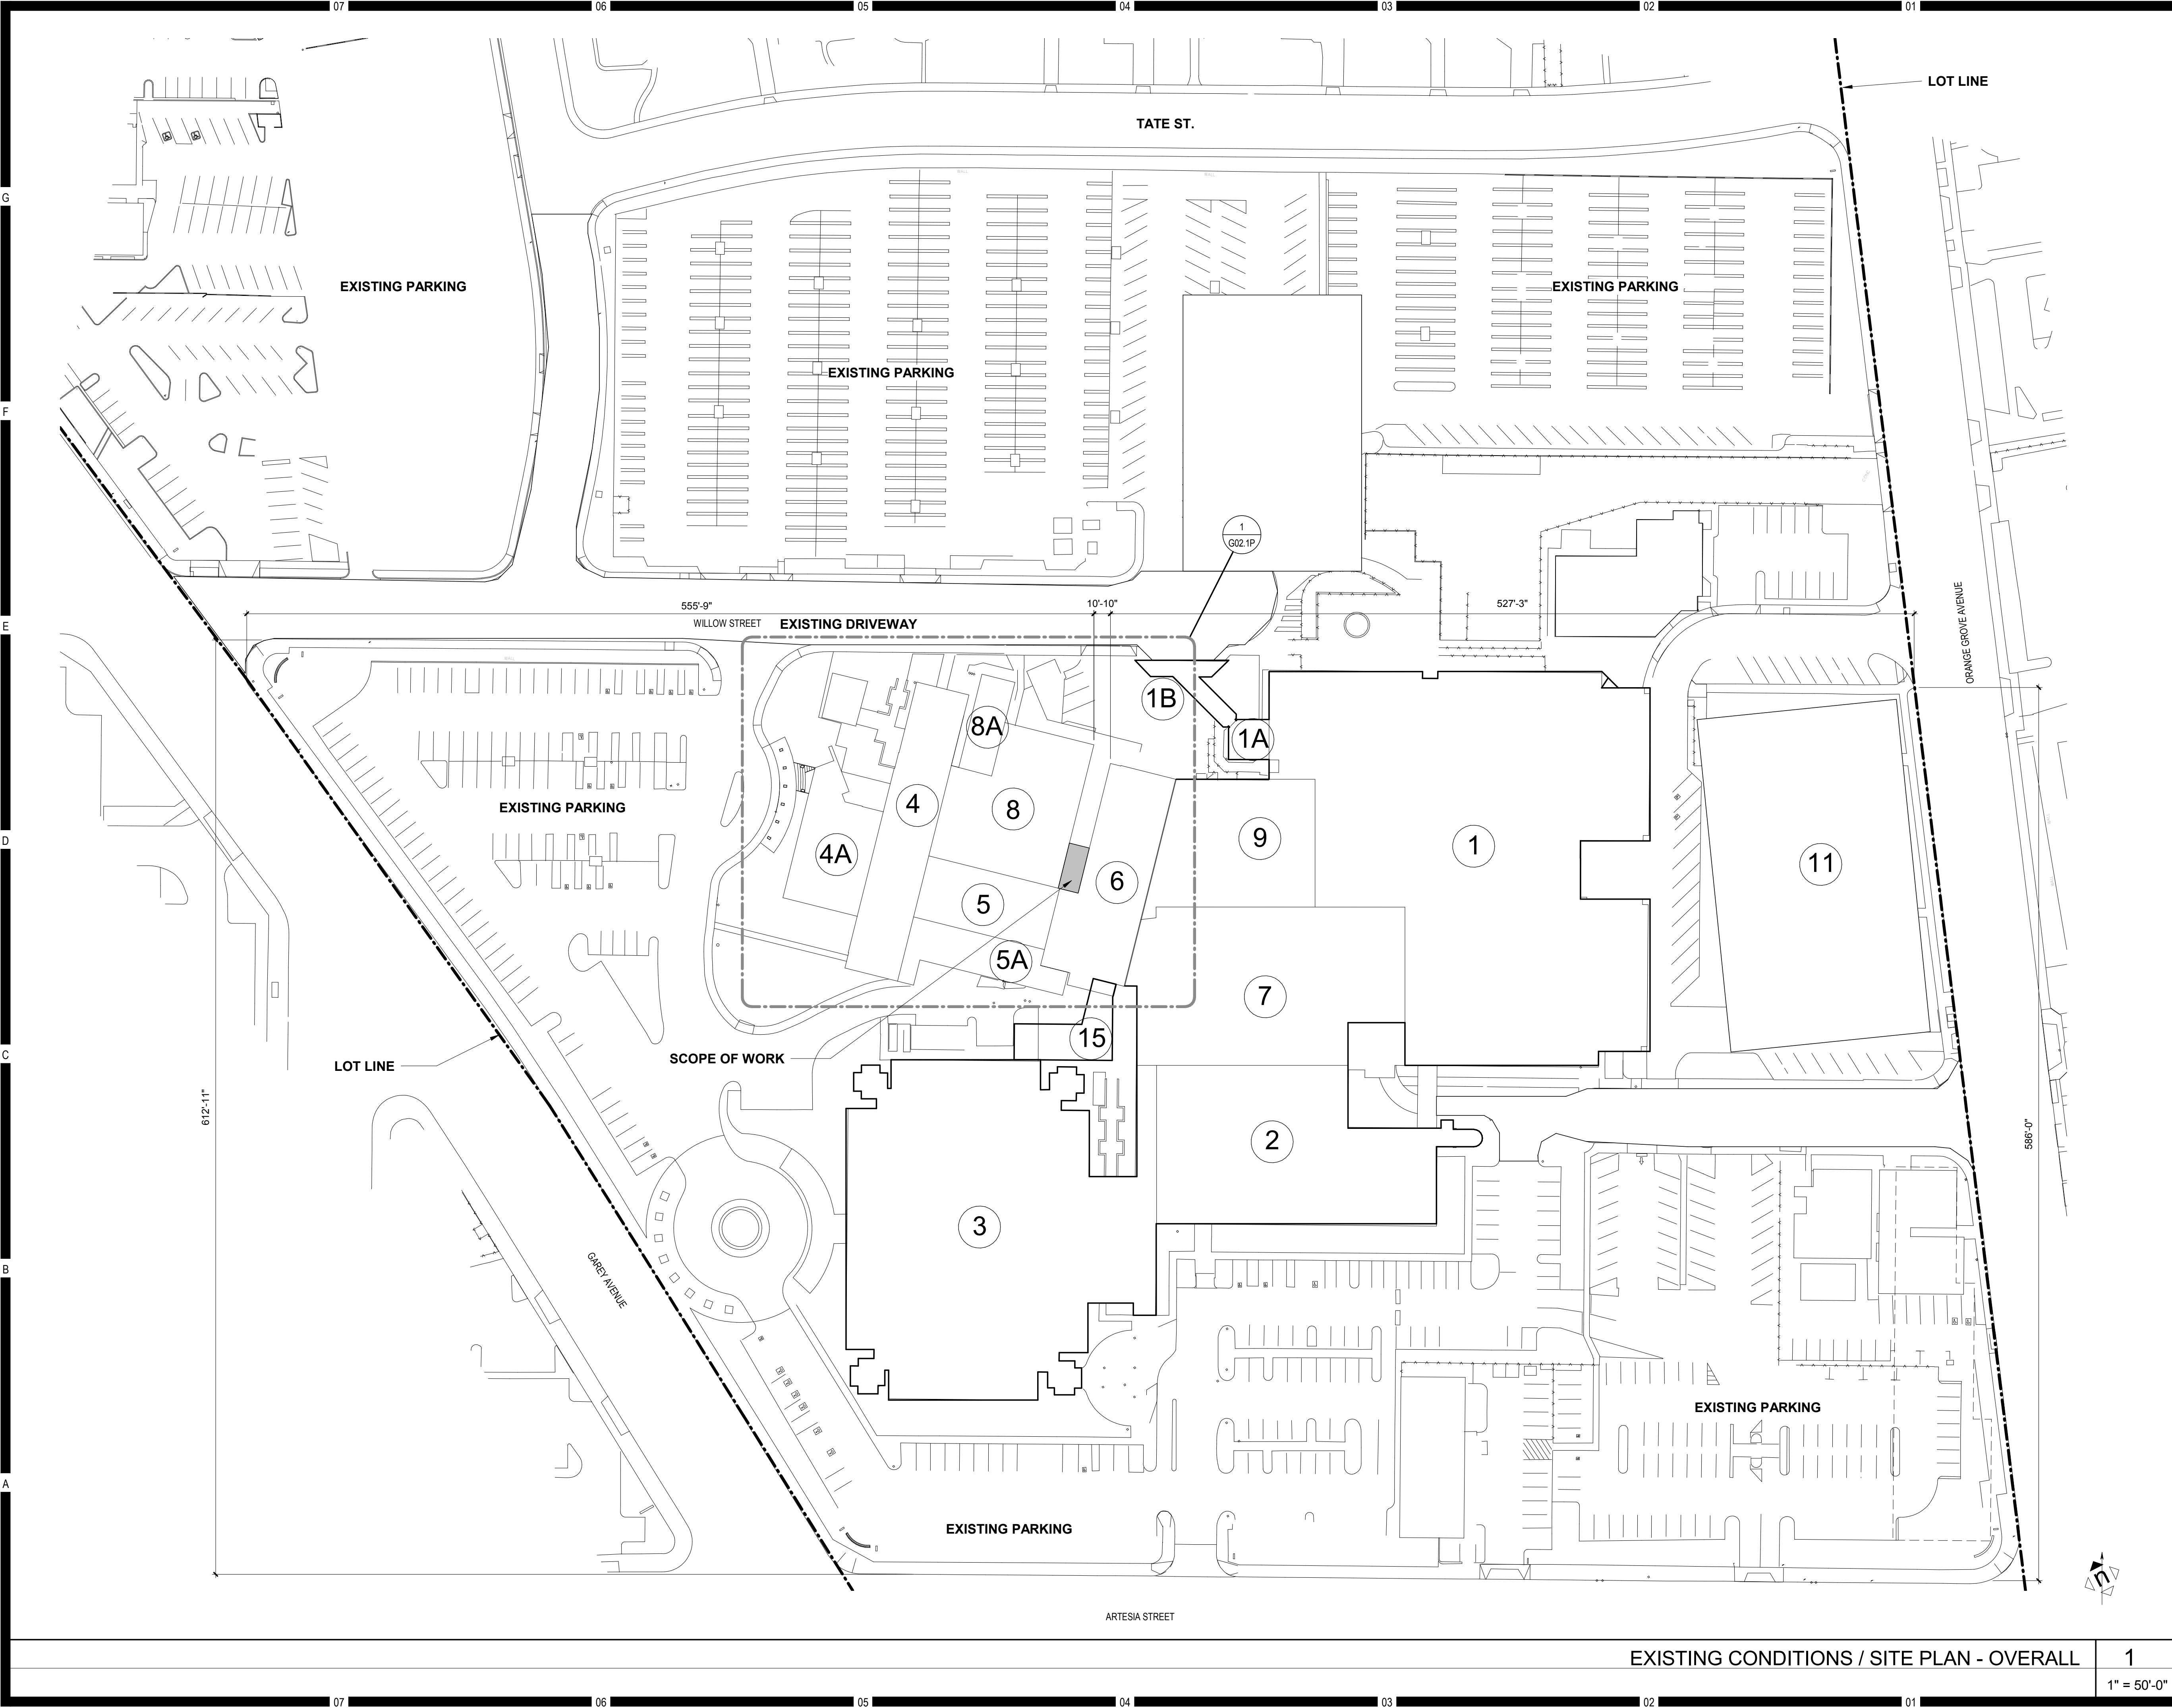 07 06 05 04 03 02 01
LOT LINE
TATE ST.
G
EXISTING PARKING
EXISTING PARKING
EXISTING PARKING
F
1
G02.1P
555'-9"
10'-10"
527'-3"
E
WILLOW STREET
EXISTING DRIVEWAY
ORANGE GROVE AVENUE
1B
8A
1A
EXISTING PARKING
4
8
9
1
D
4A
11
6
5
5A
7
15
C
SCOPE OF WORK
LOT LINE
612'-11"
2
586'-0"
3
B
GAREY AVENUE
EXISTING PARKING
A
EXISTING PARKING
n
ARTESIA STREET
EXISTING CONDITIONS / SITE PLAN - OVERALL
1
1" = 50'-0"
07 06 05 04 03 02 01